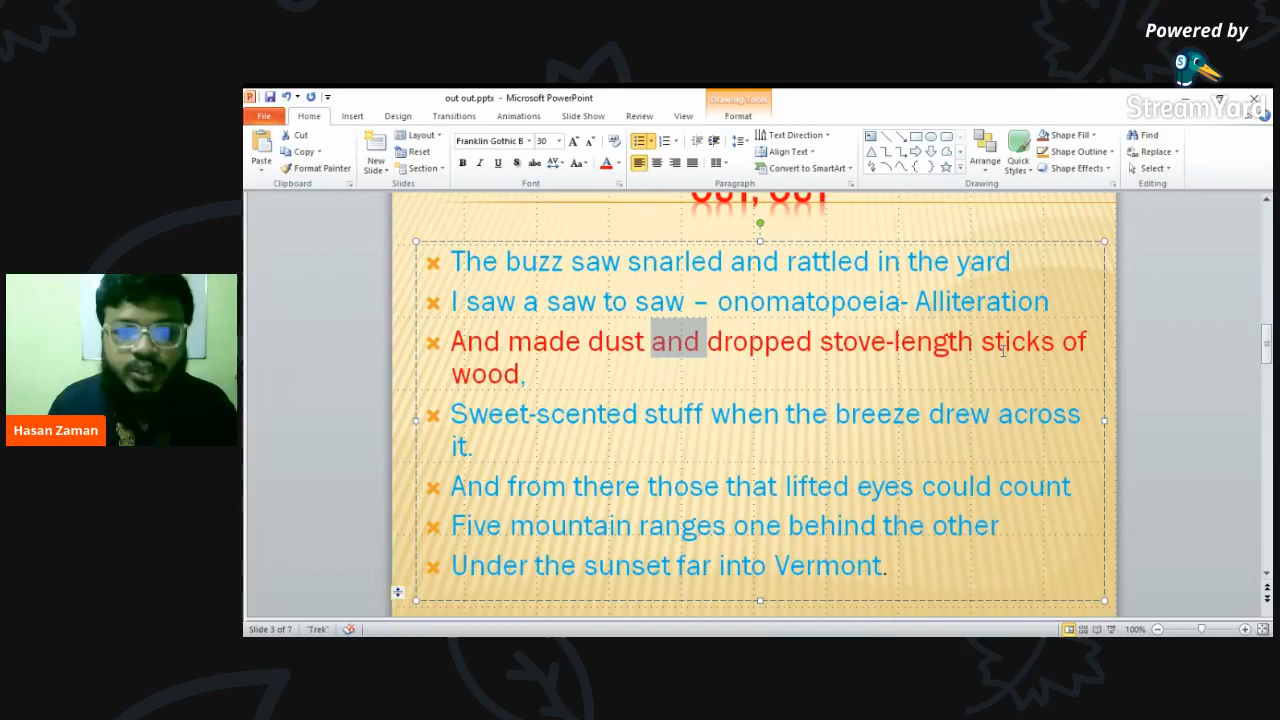 Powered by
S
StreamYard
out out.pptx - Microsoft PowerPoint
Drawing Tools
File Home Insert Design Transitions Animations Slide Show Review View Format
Paste
Cut
Copy
Format Painter
Clipboard
New Slide
Layout
Reset
Section
Slides
Franklin Gothic B 30
B I U S abc AV Aa A
Font
Text Direction
Align Text
Convert to SmartArt
Paragraph
Arrange
Quick Styles
Shape Fill
Shape Outline
Shape Effects
Drawing
Find
Replace
Select
Editing
OUT, OUT
The buzz saw snarled and rattled in the yard
I saw a saw to saw – onomatopoeia- Alliteration
And made dust and dropped stove-length sticks of
wood,
Sweet-scented stuff when the breeze drew across
it.
And from there those that lifted eyes could count
Five mountain ranges one behind the other
Under the sunset far into Vermont.
Hasan Zaman
Slide 3 of 7 "Trek" 100%